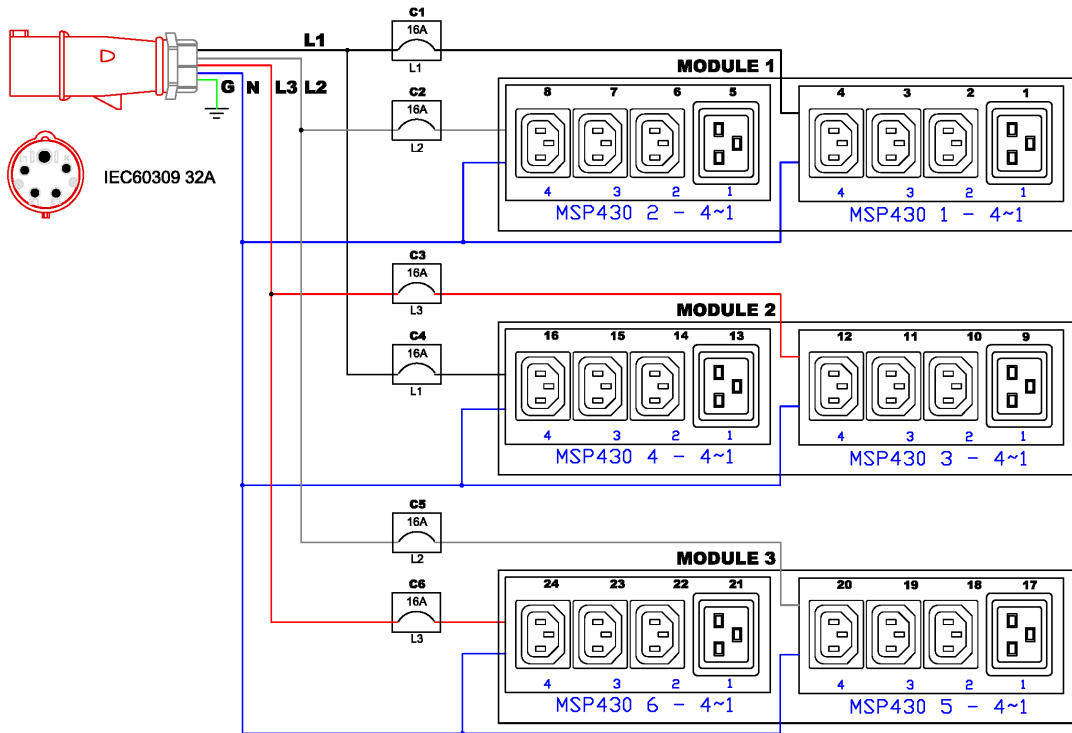 C1
16A
L1
L1
G N L3 L2
C2
16A
L2
IEC60309 32A
MODULE 1
8 7 6 5
4 3 2 1
MSP430 2 - 4~1
4 3 2 1
4 3 2 1
MSP430 1 - 4~1
C3
16A
L3
C4
16A
L1
MODULE 2
16 15 14 13
4 3 2 1
MSP430 4 - 4~1
12 11 10 9
4 3 2 1
MSP430 3 - 4~1
C5
16A
L2
C6
16A
L3
MODULE 3
24 23 22 21
4 3 2 1
MSP430 6 - 4~1
20 19 18 17
4 3 2 1
MSP430 5 - 4~1